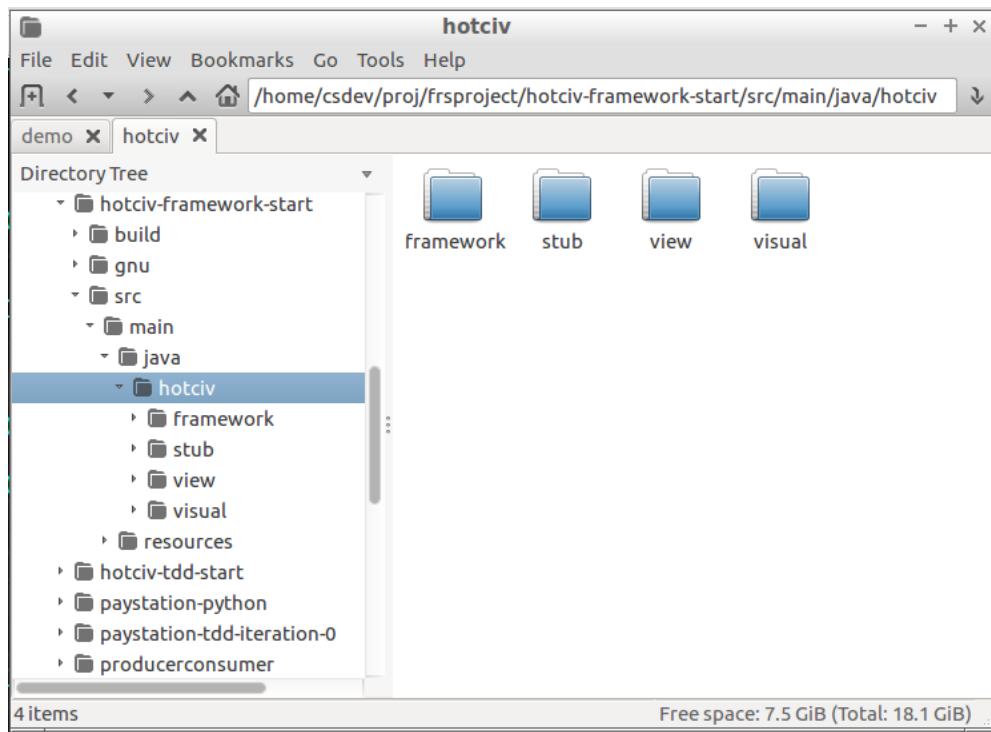 hotciv
File Edit View Bookmarks Go Tools Help
/home/csdev/proj/frsproject/hotciv-framework-start/src/main/java/hotciv
demo hotciv
Directory Tree
hotciv-framework-start
build
gnu
src
main
java
hotciv
framework
stub
view
visual
resources
hotciv-tdd-start
paystation-python
paystation-tdd-iteration-0
producerconsumer
framework stub view visual
4 items Free space: 7.5 GiB (Total: 18.1 GiB)